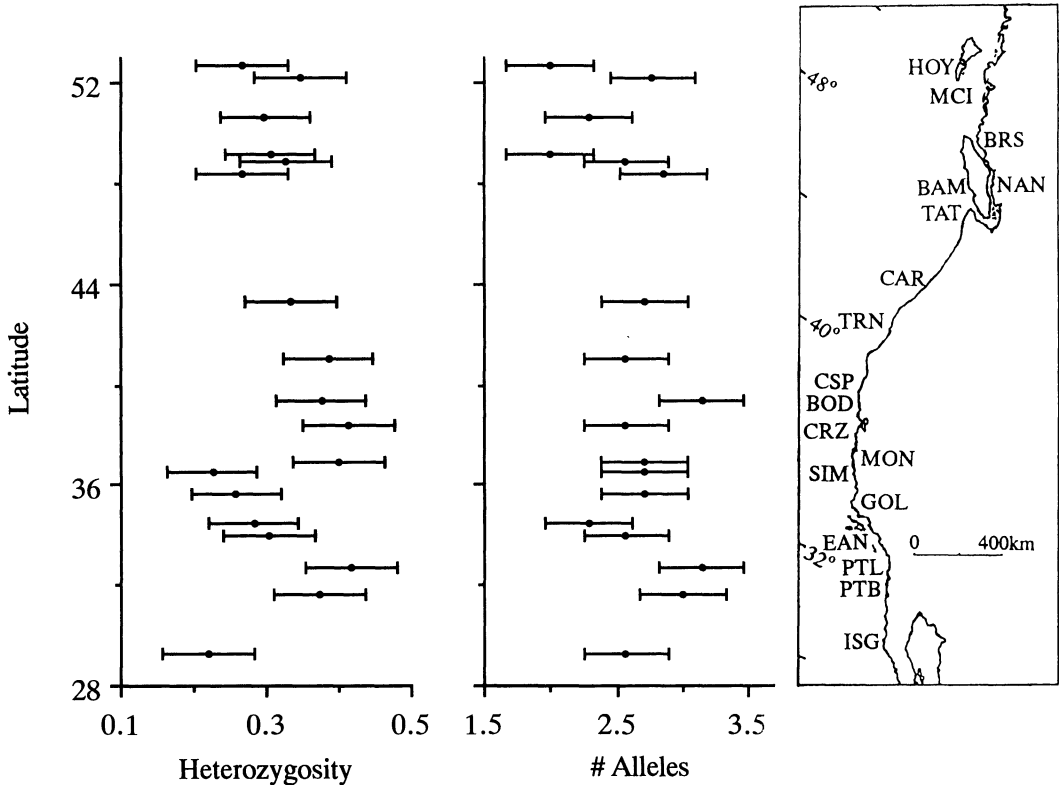 Latitude
52
44
36
28
0.1 0.3 0.5
Heterozygosity
1.5 2.5 3.5
# Alleles
48°
40°
32°
HOY
MCI
BRS
BAM NAN
TAT
CAR
TRN
CSP
BOD
CRZ
MON
SIM
GOL
EAN
0 400km
PTL
PTB
ISG